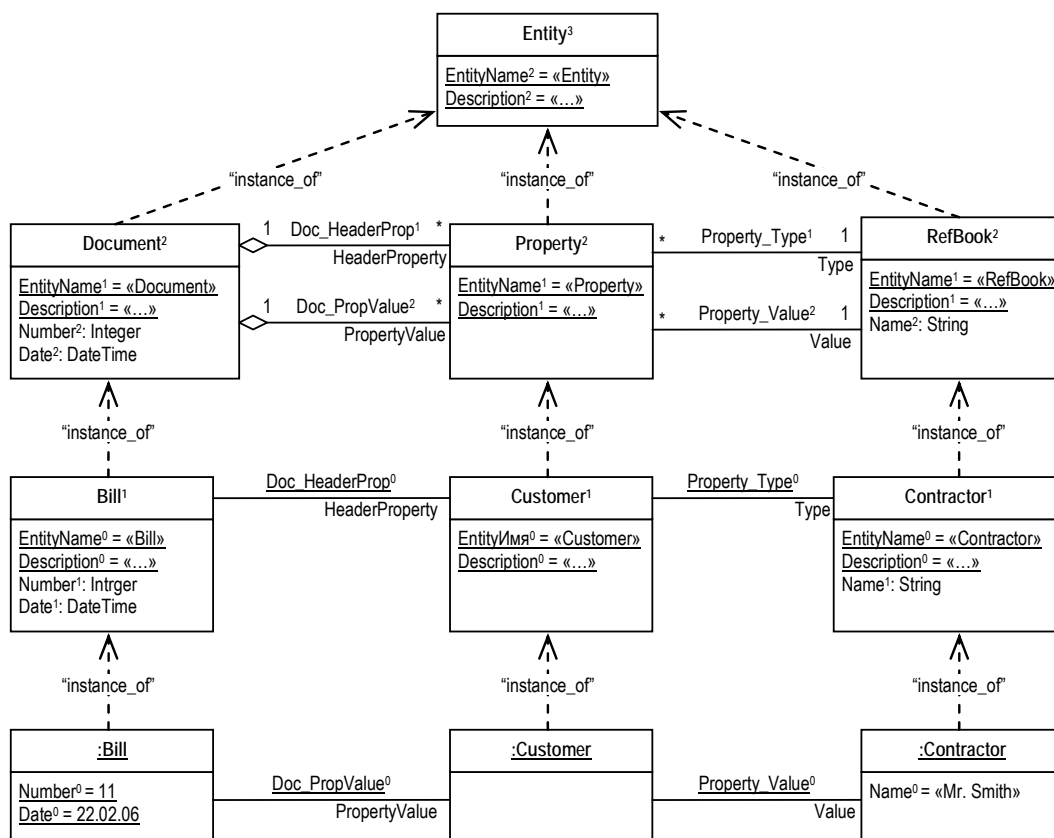 Entity³
EntityName² = «Entity»
Description² = «…»
“instance_of”
“instance_of”
“instance_of”
Document²
EntityName¹ = «Document»
Description¹ = «…»
Number²: Integer
Date²: DateTime
1
Doc_HeaderProp¹
*
HeaderProperty
1
Doc_PropValue²
*
PropertyValue
Property²
EntityName¹ = «Property»
Description¹ = «…»
*
Property_Type¹
1
Type
*
Property_Value²
1
Value
RefBook²
EntityName¹ = «RefBook»
Description¹ = «…»
Name²: String
“instance_of”
“instance_of”
“instance_of”
Bill¹
EntityName⁰ = «Bill»
Description⁰ = «…»
Number¹: Intrger
Date¹: DateTime
Doc_HeaderProp⁰
HeaderProperty
Customer¹
EntityИмя⁰ = «Customer»
Description⁰ = «…»
Property_Type⁰
Type
Contractor¹
EntityName⁰ = «Contractor»
Description⁰ = «…»
Name¹: String
“instance_of”
“instance_of”
“instance_of”
:Bill
Number⁰ = 11
Date⁰ = 22.02.06
Doc_PropValue⁰
PropertyValue
:Customer
Property_Value⁰
Value
:Contractor
Name⁰ = «Mr. Smith»